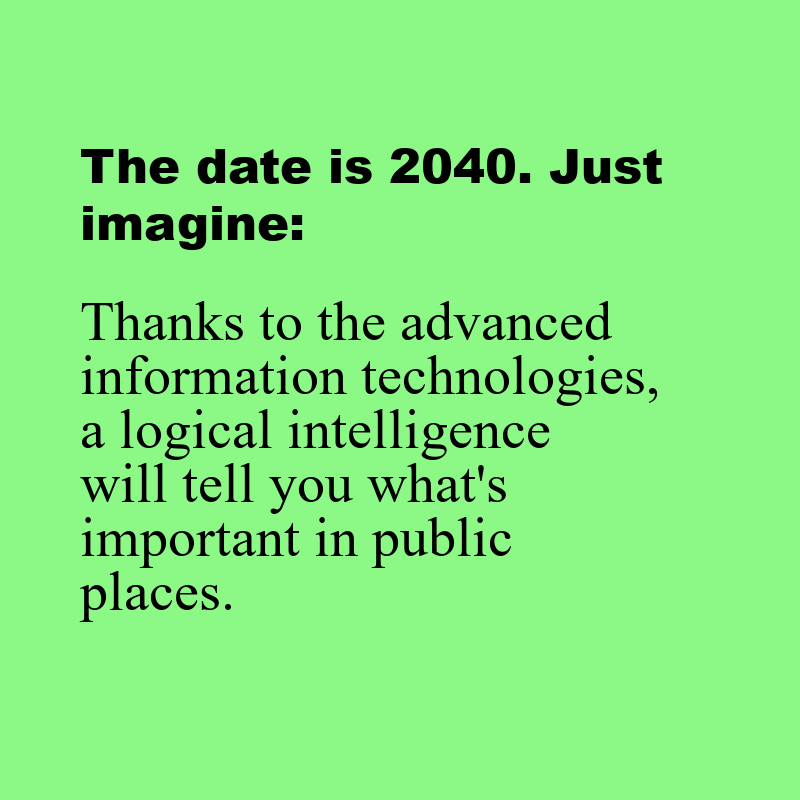 The date is 2040. Just
imagine:
Thanks to the advanced
information technologies,
a logical intelligence
will tell you what's
important in public
places.